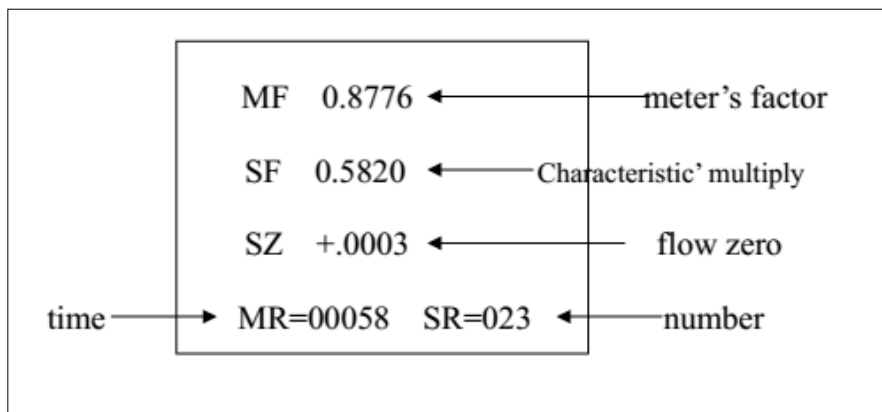 MF 0.8776 meter's factor
SF 0.5820 Characteristic' multiply
SZ +.0003 flow zero
time MR=00058 SR=023 number